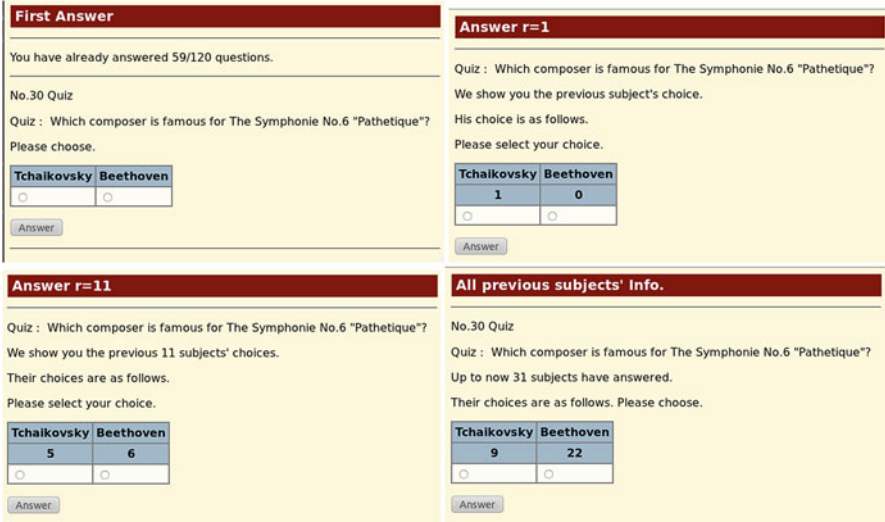 First Answer
You have already answered 59/120 questions.
No.30 Quiz
Quiz : Which composer is famous for The Symphonie No.6 "Pathetique"?
Please choose.
Tchaikovsky Beethoven
Answer
Answer r=1
Quiz : Which composer is famous for The Symphonie No.6 "Pathetique"?
We show you the previous subject's choice.
His choice is as follows.
Please select your choice.
Tchaikovsky Beethoven
1 0
Answer
Answer r=11
Quiz : Which composer is famous for The Symphonie No.6 "Pathetique"?
We show you the previous 11 subjects' choices.
Their choices are as follows.
Please select your choice.
Tchaikovsky Beethoven
5 6
Answer
All previous subjects' Info.
No.30 Quiz
Quiz : Which composer is famous for The Symphonie No.6 "Pathetique"?
Up to now 31 subjects have answered.
Their choices are as follows. Please choose.
Tchaikovsky Beethoven
9 22
Answer